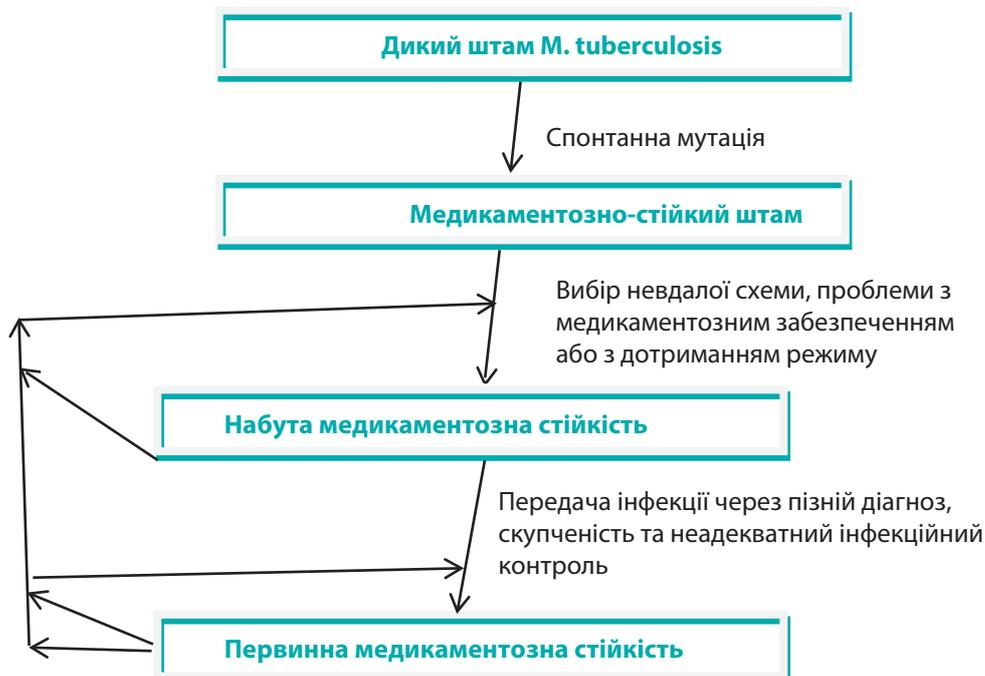 Дикий штам M. tuberculosis
Спонтанна мутація
Медикаментозно-стійкий штам
Вибір невдалої схеми, проблеми з
медикаментозним забезпеченням
або з дотриманням режиму
Набута медикаментозна стійкість
Передача інфекції через пізній діагноз,
скупченість та неадекватний інфекційний
контроль
Первинна медикаментозна стійкість